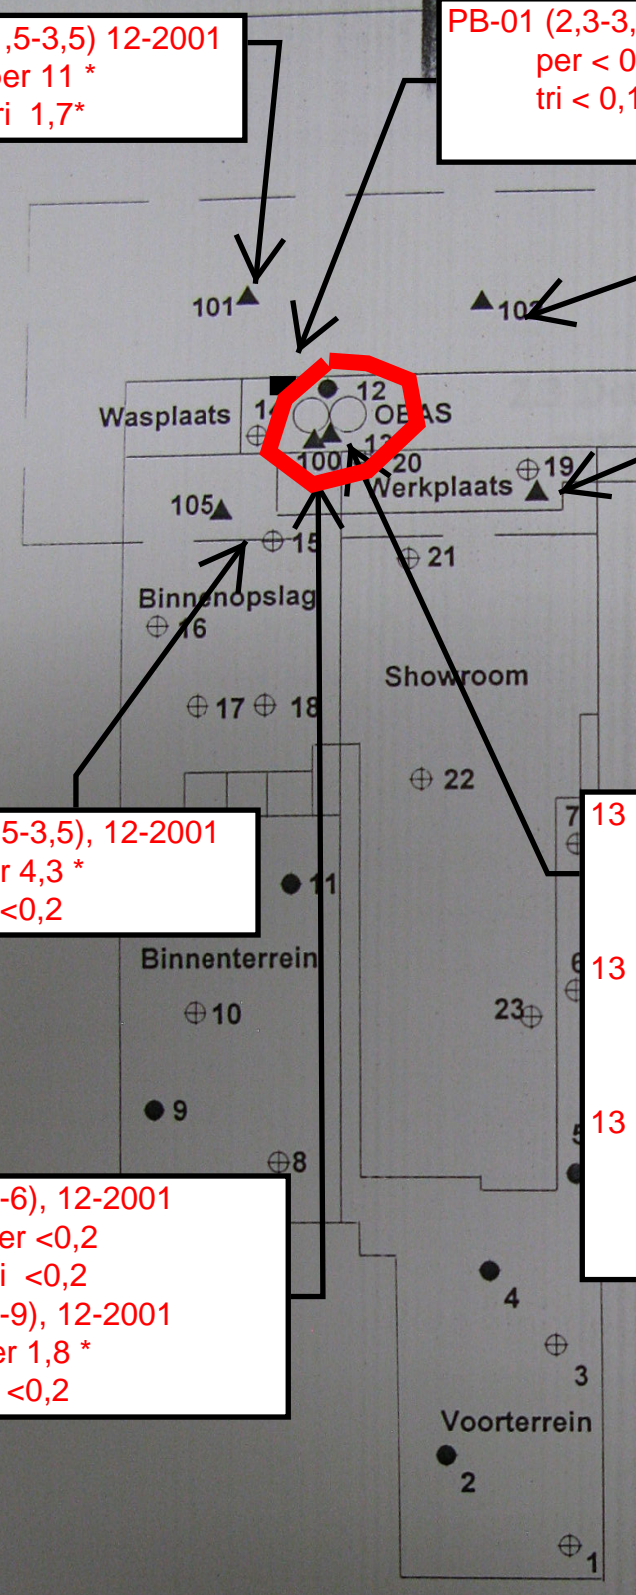 ,5-3,5) 12-2001
per 11 *
tri 1,7*
PB-01 (2,3-3,
per < 0
tri < 0,1
101
102
12
Wasplaats
14
OBAS
13
100
20
19
Werkplaats
105
15
21
Binnenopslag
16
Showroom
17
18
22
5-3,5), 12-2001
r 4,3 *
<0,2
7
13
11
Binnenterrein
6
13
10
23
9
13
5
8
-6), 12-2001
er <0,2
i <0,2
-9), 12-2001
er 1,8 *
<0,2
4
3
Voorterrein
2
1